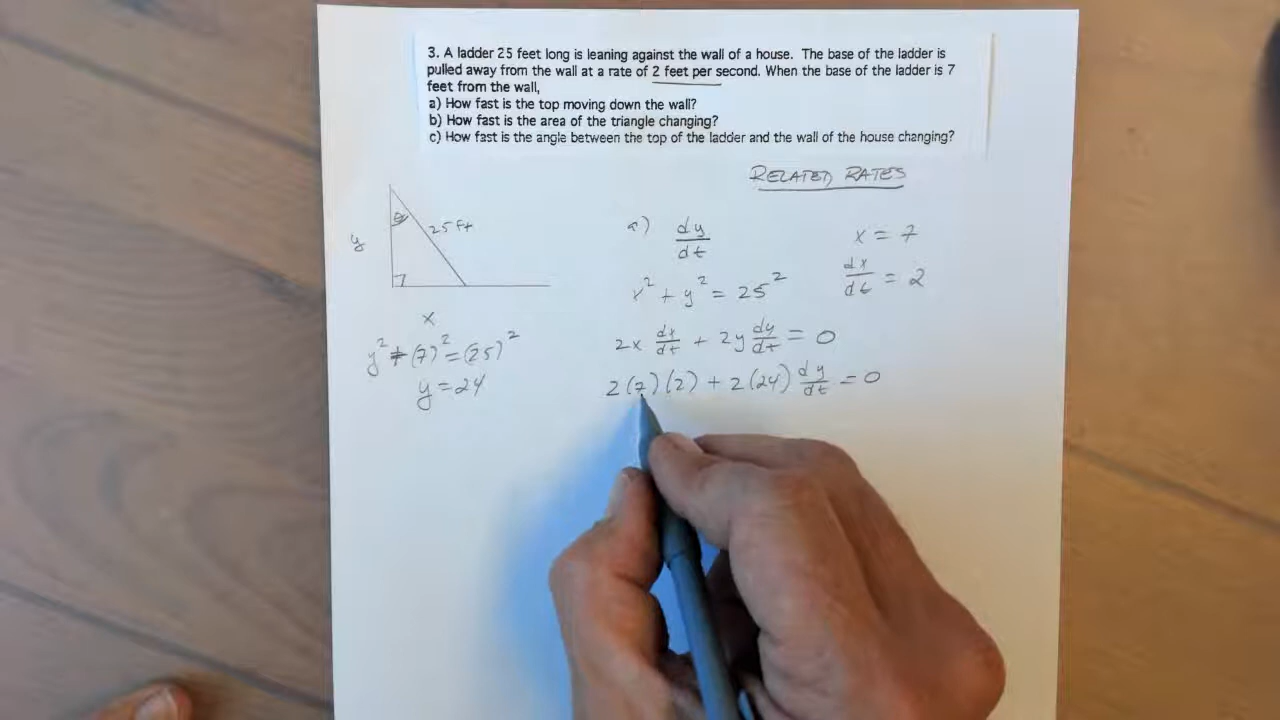 3. A ladder 25 feet long is leaning against the wall of a house. The base of the ladder is
pulled away from the wall at a rate of 2 feet per second. When the base of the ladder is 7
feet from the wall,
a) How fast is the top moving down the wall?
b) How fast is the area of the triangle changing?
c) How fast is the angle between the top of the ladder and the wall of the house changing?
RELATED RATES
θ
25 ft
y
x
y² + (7)² = (25)²
y = 24
a) dy/dt
x² + y² = 25²
2x dx/dt + 2y dy/dt = 0
2(7)(2) + 2(24) dy/dt = 0
x = 7
dx/dt = 2